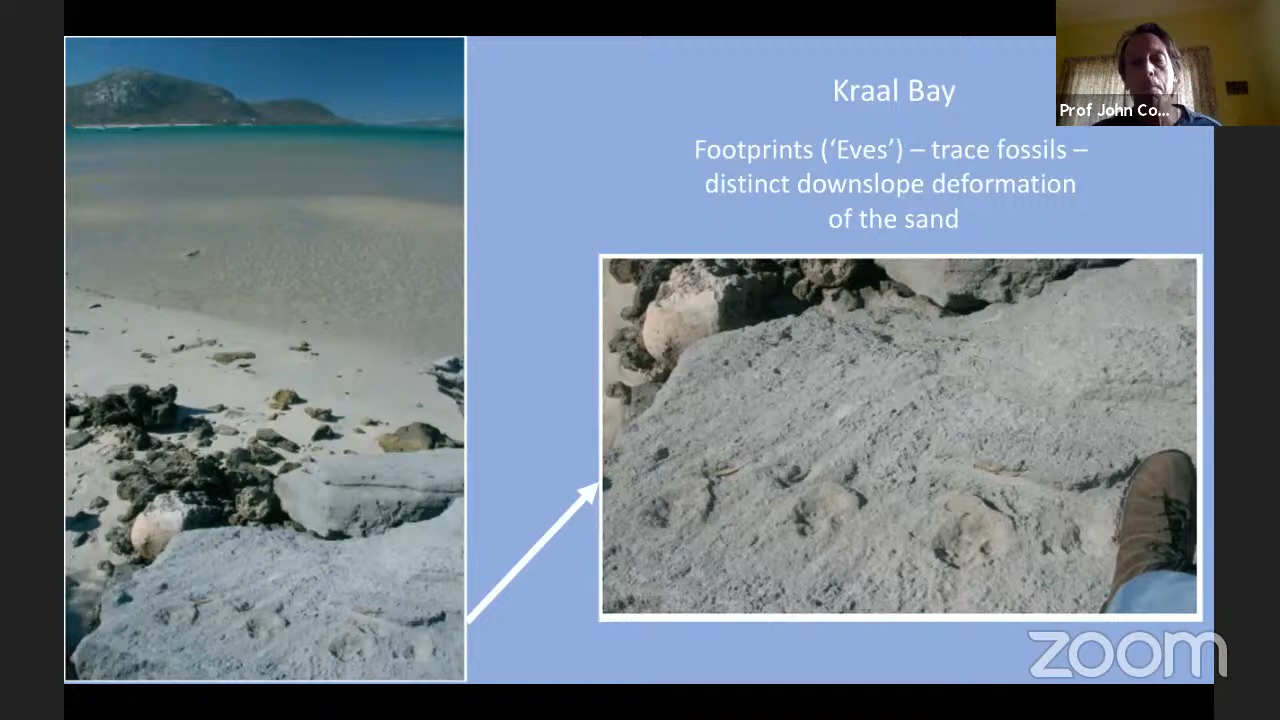 Kraal Bay
Prof John Co...
Footprints (‘Eves’) – trace fossils –
distinct downslope deformation
of the sand
zoom